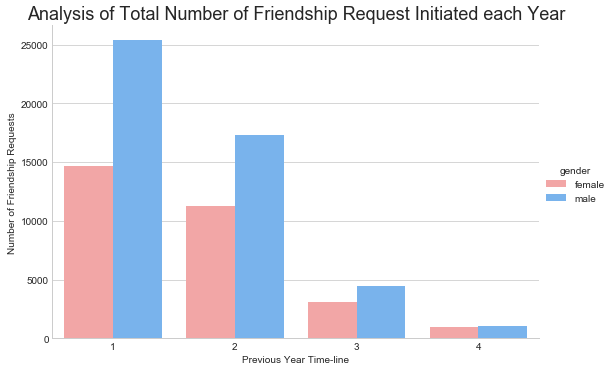 Analysis of Total Number of Friendship Request Initiated each Year
Number of Friendship Requests
25000
20000
15000
10000
5000
0
1 2 3 4
Previous Year Time-line
gender
female
male